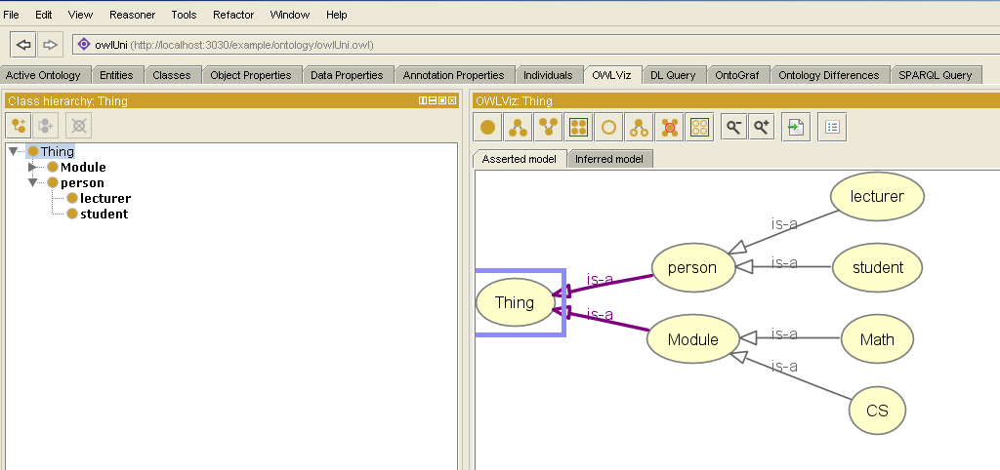 File Edit View Reasoner Tools Refactor Window Help
owlUni (http://localhost:3030/example/ontology/owlUni.owl)
Active Ontology Entities Classes Object Properties Data Properties Annotation Properties Individuals OWLViz DL Query OntoGraf Ontology Differences SPARQL Query
Class hierarchy: Thing
Thing
Module
person
lecturer
student
OWLViz: Thing
Asserted model Inferred model
lecturer
is-a
person
is-a
student
is-a
Thing
is-a
Module
is-a
Math
is-a
CS